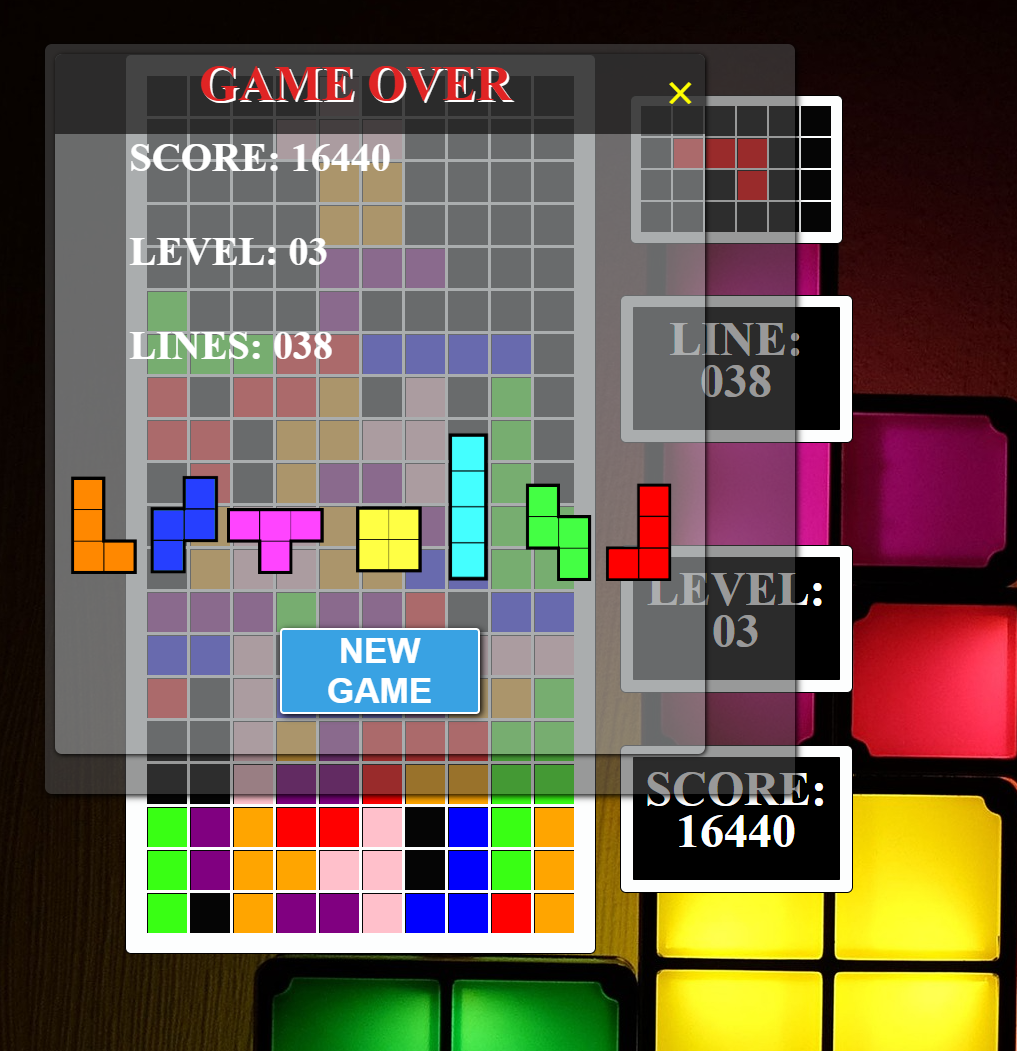 GAME OVER
×
SCORE: 16440
LEVEL: 03
LINES: 038
NEW
GAME
LINE:
038
LEVEL:
03
SCORE:
16440